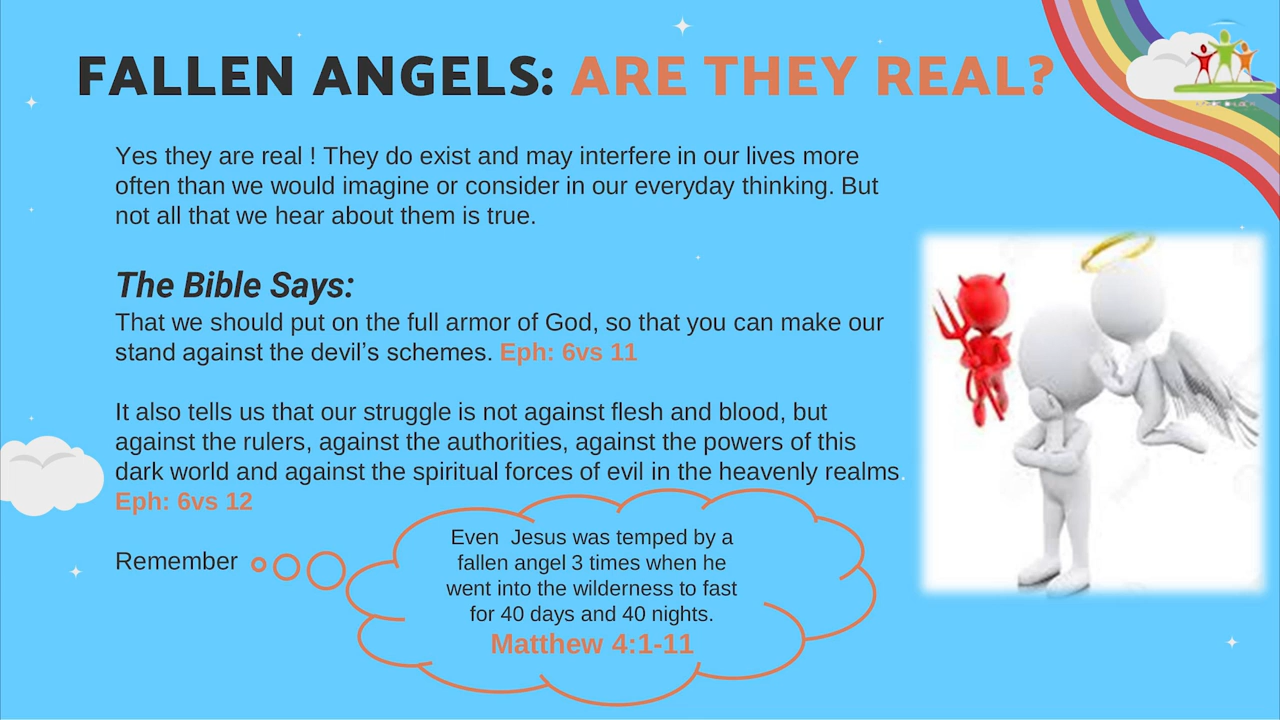 FALLEN ANGELS: ARE THEY REAL?
Yes they are real ! They do exist and may interfere in our lives more
often than we would imagine or consider in our everyday thinking. But
not all that we hear about them is true.
The Bible Says:
That we should put on the full armor of God, so that you can make our
stand against the devil’s schemes. Eph: 6vs 11
It also tells us that our struggle is not against flesh and blood, but
against the rulers, against the authorities, against the powers of this
dark world and against the spiritual forces of evil in the heavenly realms.
Eph: 6vs 12
Remember
Even  Jesus was temped by a
fallen angel 3 times when he
went into the wilderness to fast
for 40 days and 40 nights.
Matthew 4:1-11